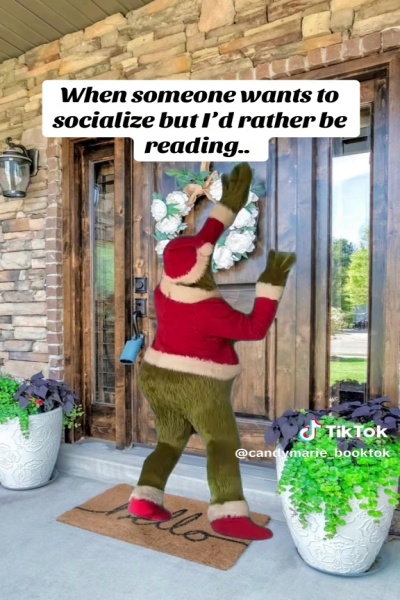 When someone wants to
socialize but I'd rather be
reading..
TikTok
@candymarie_booktok
hello